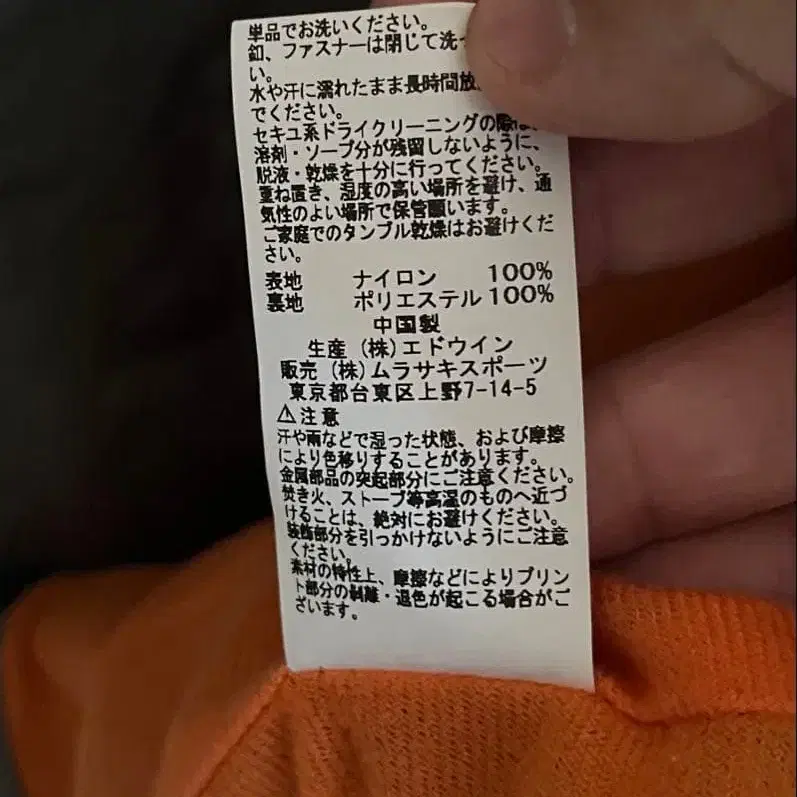 単品でお洗いください。
釦、ファスナーは閉じて洗っ
い。
水や汗に濡れたまま長時間放
でください。
セキユ系ドライクリーニングの際は、
溶剤・ソープ分が残留しないように、
脱液・乾燥を十分に行ってください。
重ね置き、湿度の高い場所を避け、通
気性のよい場所で保管願います。
ご家庭でのタンブル乾燥はお避けくだ
さい。
表地 ナイロン 100%
裏地 ポリエステル 100%
中国製
生産 (株)エドウイン
販売 (株)ムラサキスポーツ
東京都台東区上野7-14-5
⚠注意
汗や雨などで湿った状態、および摩擦
により色移りすることがあります。
金属部品の突起部分にご注意ください。
焚き火、ストーブ等高温のものへ近づ
けることは、絶対にお避けください。
装飾部分を引っかけないようにご注意
ください。
素材の特性上、摩擦などによりプリン
ト部分の剥離・退色が起こる場合がご
ざいます。